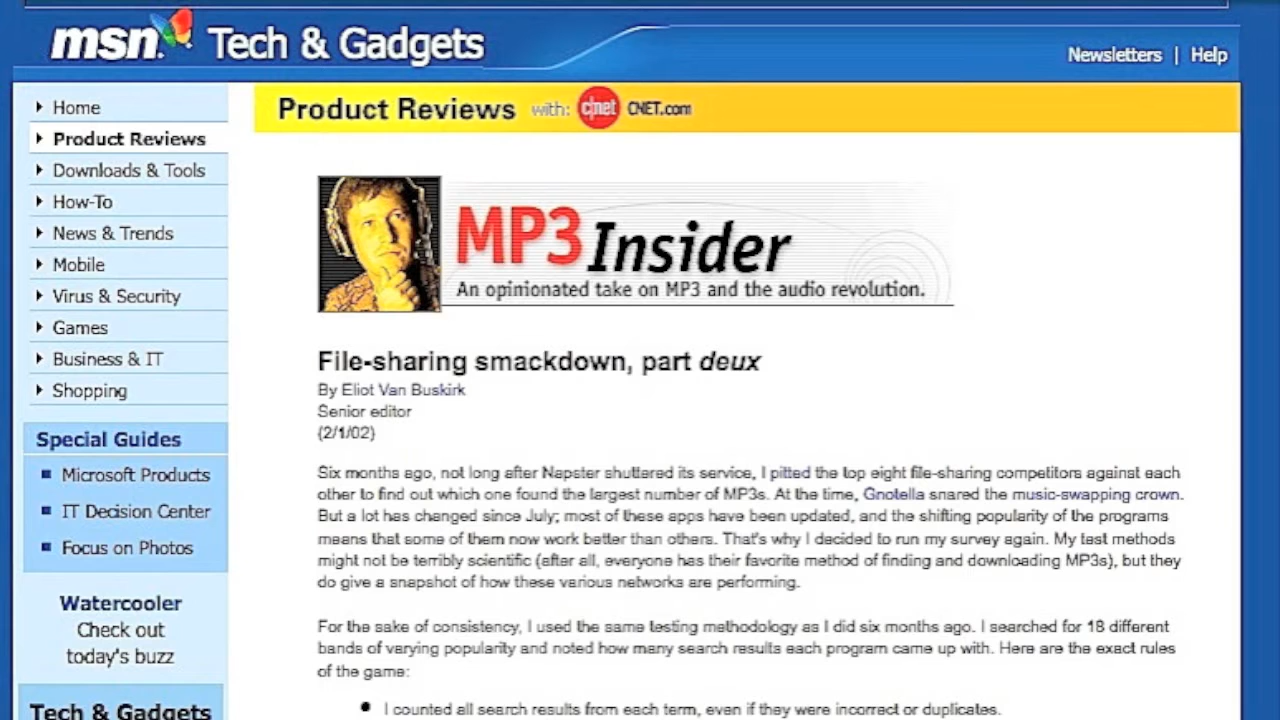 msn Tech & Gadgets
Newsletters | Help
Home
Product Reviews
Downloads & Tools
How-To
News & Trends
Mobile
Virus & Security
Games
Business & IT
Shopping
Special Guides
Microsoft Products
IT Decision Center
Focus on Photos
Watercooler
Check out
today's buzz
Tech & Gadgets
Product Reviews with: c|net CNET.com
MP3 Insider
An opinionated take on MP3 and the audio revolution.
File-sharing smackdown, part deux
By Eliot Van Buskirk
Senior editor
(2/1/02)
Six months ago, not long after Napster shuttered its service, I pitted the top eight file-sharing competitors against each
other to find out which one found the largest number of MP3s. At the time, Gnotella snared the music-swapping crown.
But a lot has changed since July; most of these apps have been updated, and the shifting popularity of the programs
means that some of them now work better than others. That's why I decided to run my survey again. My test methods
might not be terribly scientific (after all, everyone has their favorite method of finding and downloading MP3s), but they
do give a snapshot of how these various networks are performing.
For the sake of consistency, I used the same testing methodology as I did six months ago. I searched for 18 different
bands of varying popularity and noted how many search results each program came up with. Here are the exact rules
of the game:
I counted all search results from each term, even if they were incorrect or duplicates.